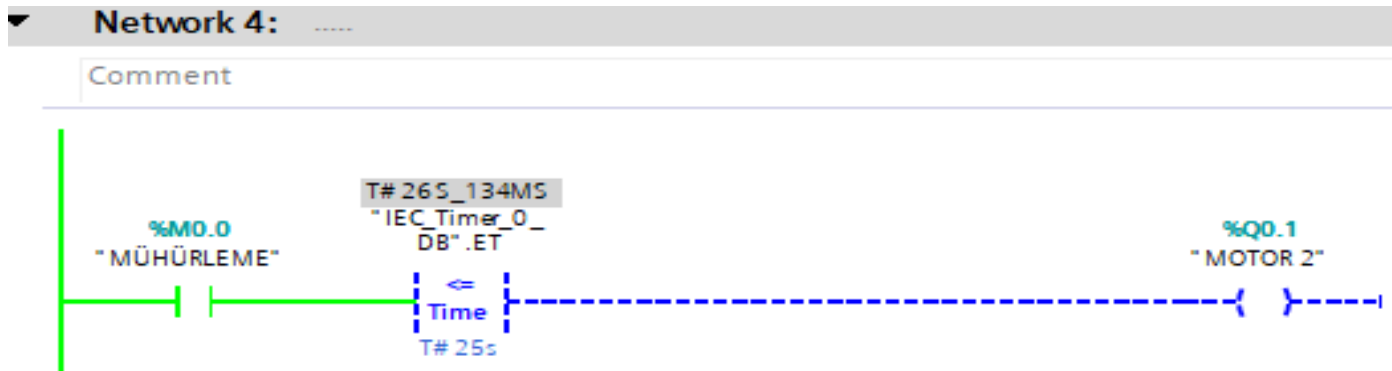 Network 4: .....
Comment
T# 26S_134MS
"IEC_Timer_0_
DB".ET
%M0.0
"MÜHÜRLEME"
<=
Time
T# 25s
%Q0.1
"MOTOR 2"